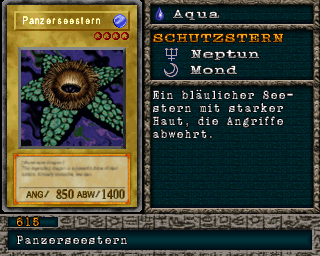 Panzerseestern
ANG/ 850 ABW/1400
Aqua
SCHUTZSTERN
Neptun
Mond
Ein bläulicher See-
stern mit starker
Haut, die Angriffe
abwehrt.
615
Panzerseestern